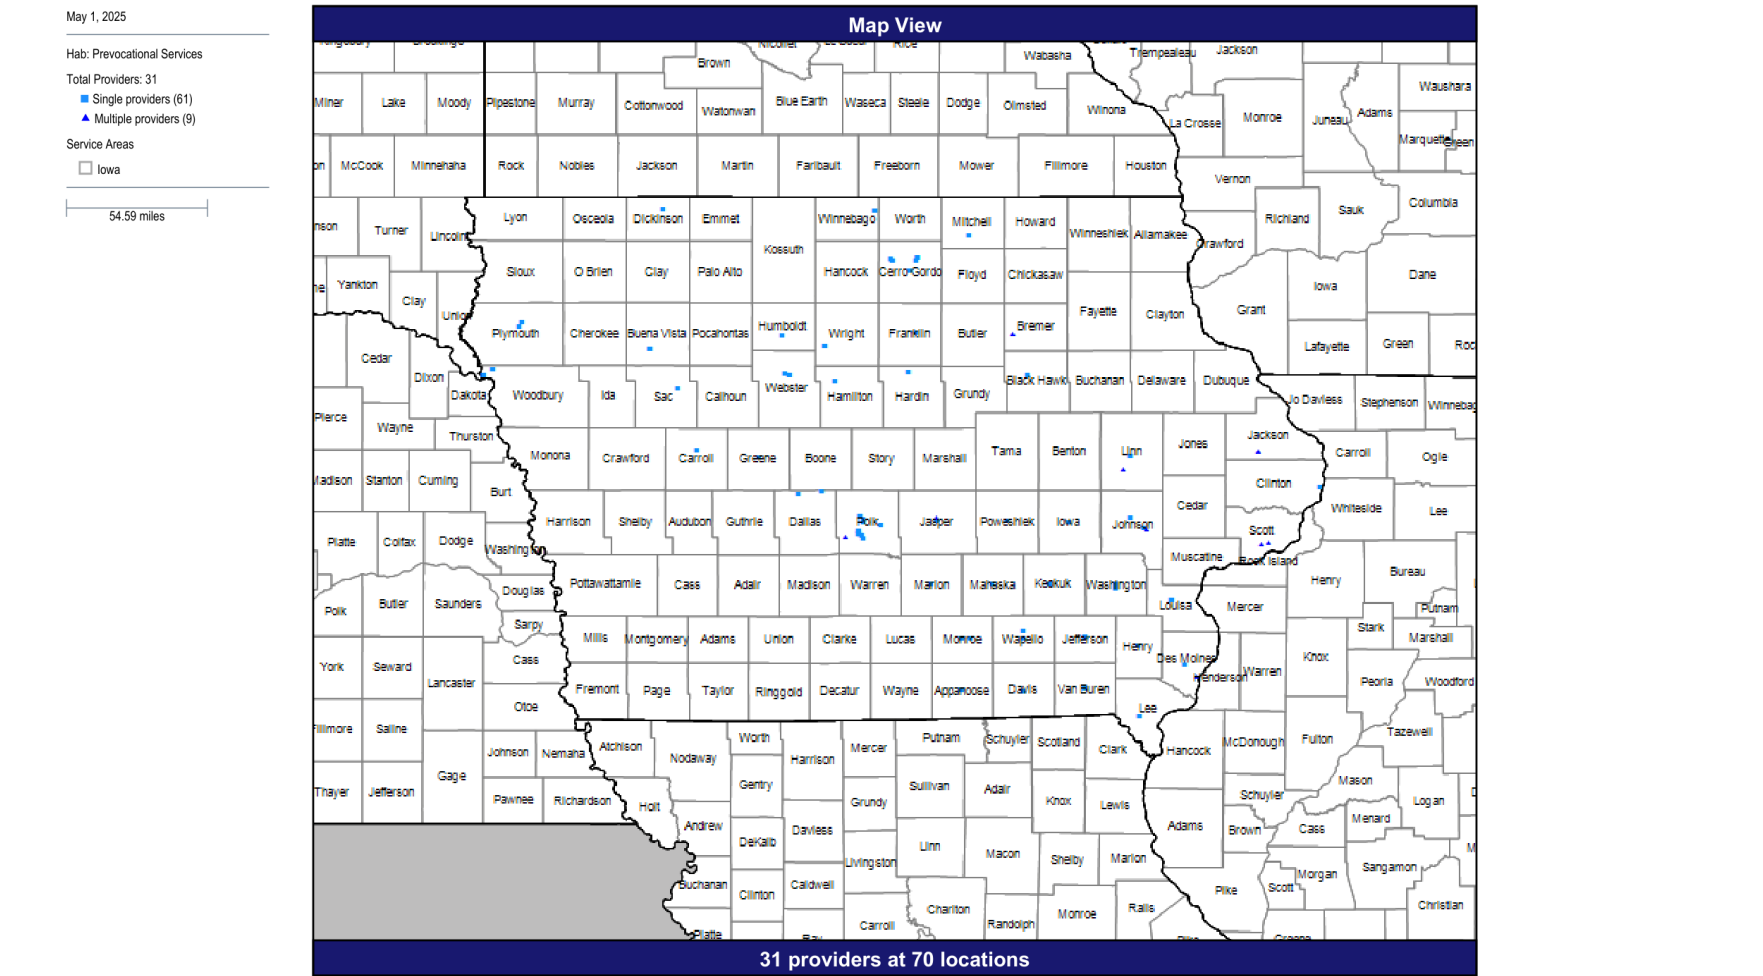 May 1, 2025
Hab: Prevocational Services
Total Providers: 31
Single providers (61)
Multiple providers (9)
Service Areas
Iowa
54.59 miles
Map View
Brown Wabasha Trempealeau Jackson
Miner Lake Moody Pipestone Murray Cottonwood Watonwan Blue Earth Waseca Steele Dodge Olmsted Winona La Crosse Monroe Juneau Adams Waushara
Marquette Green
McCook Minnehaha Rock Nobles Jackson Martin Faribault Freeborn Mower Fillmore Houston Vernon
Turner Lincoln Lyon Osceola Dickinson Emmet Kossuth Winnebago Worth Mitchell Howard Winneshiek Allamakee Crawford Richland Sauk Columbia
Yankton Clay Union Sioux O Brien Clay Palo Alto Hancock Cerro Gordo Floyd Chickasaw Fayette Clayton Grant Iowa Dane
Cedar Dixon Plymouth Cherokee Buena Vista Pocahontas Humboldt Wright Franklin Butler Bremer Lafayette Green
Pierce Wayne Dakota Woodbury Ida Sac Calhoun Webster Hamilton Hardin Grundy Black Hawk Buchanan Delaware Dubuque Jo Daviess Stephenson
Thurston Monona Crawford Carroll Greene Boone Story Marshall Tama Benton Linn Jones Jackson Carroll Ogle
Stanton Cuming Burt Clinton
Harrison Shelby Audubon Guthrie Dallas Polk Jasper Poweshiek Iowa Johnson Cedar Scott Whiteside Lee
Platte Colfax Dodge Washington Muscatine Rock Island
Polk Butler Saunders Douglas Sarpy Pottawattamie Cass Adair Madison Warren Marion Mahaska Keokuk Washington Louisa Mercer Henry Bureau Putnam
York Seward Lancaster Cass Mills Montgomery Adams Union Clarke Lucas Monroe Wapello Jefferson Henry Des Moines Henderson Warren Knox Stark Marshall
Otoe Fremont Page Taylor Ringgold Decatur Wayne Appanoose Davis Van Buren Lee Peoria Woodford
Saline Johnson Nemaha Atchison Nodaway Worth Harrison Mercer Putnam Schuyler Scotland Clark Hancock McDonough Fulton Tazewell
Thayer Jefferson Gage Pawnee Richardson Holt Gentry Grundy Sullivan Adair Knox Lewis Schuyler Mason Logan
Andrew DeKalb Daviess Livingston Linn Macon Shelby Marion Adams Brown Cass Menard Sangamon
Buchanan Clinton Caldwell Carroll Chariton Randolph Monroe Ralls Pike Scott Morgan Christian
Platte
31 providers at 70 locations